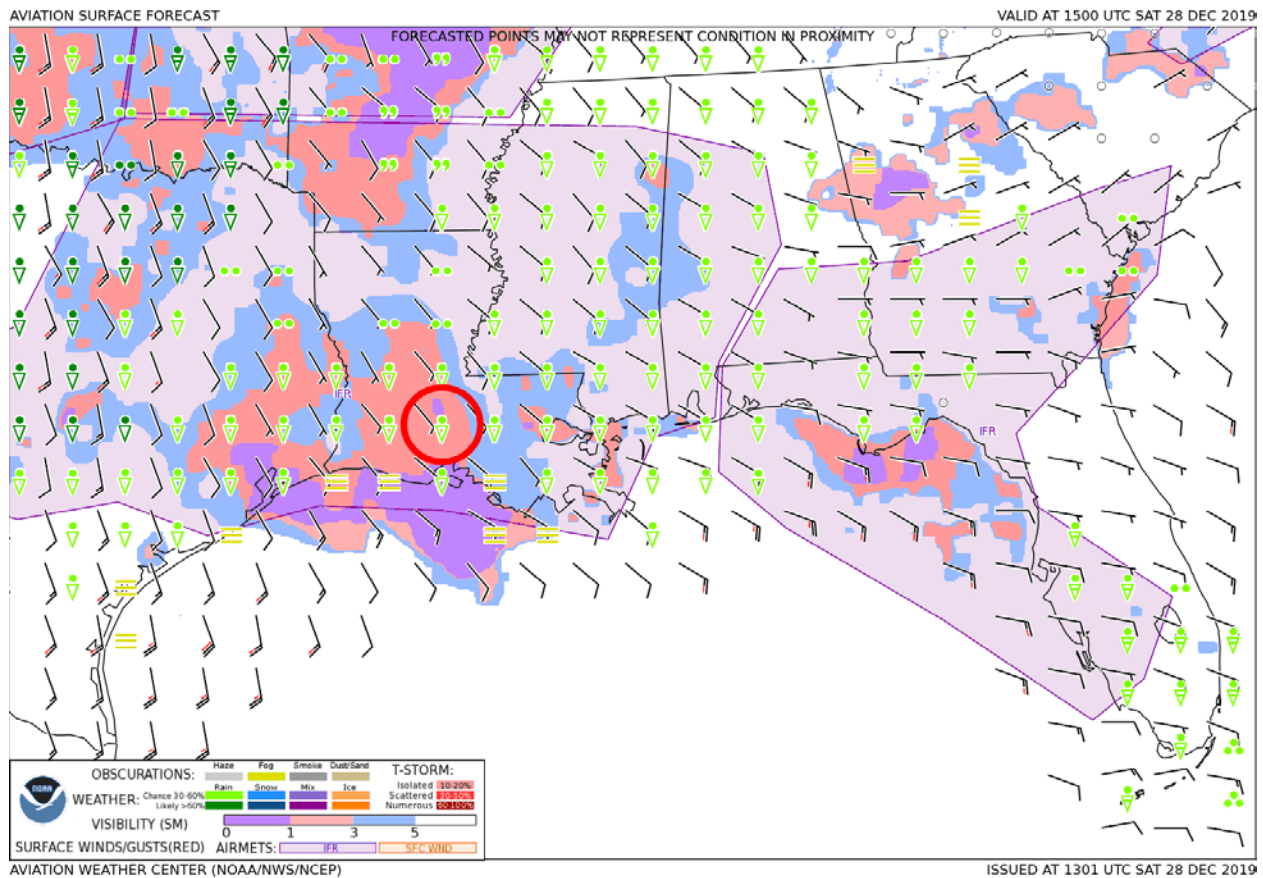 AVIATION SURFACE FORECAST
VALID AT 1500 UTC SAT 28 DEC 2019
FORECASTED POINTS MAY NOT REPRESENT CONDITION IN PROXIMITY
IFR
IFR
NOAA
OBSCURATIONS: Haze Fog Smoke Dust/Sand
WEATHER: Rain Snow Mix Ice
Chance 30-60%
Likely >60%
T-STORM:
Isolated 10-20%
Scattered 30-50%
Numerous 60-100%
VISIBILITY (SM)
0 1 3 5
SURFACE WINDS/GUSTS(RED) AIRMETS: IFR SFC WND
AVIATION WEATHER CENTER (NOAA/NWS/NCEP)
ISSUED AT 1301 UTC SAT 28 DEC 2019